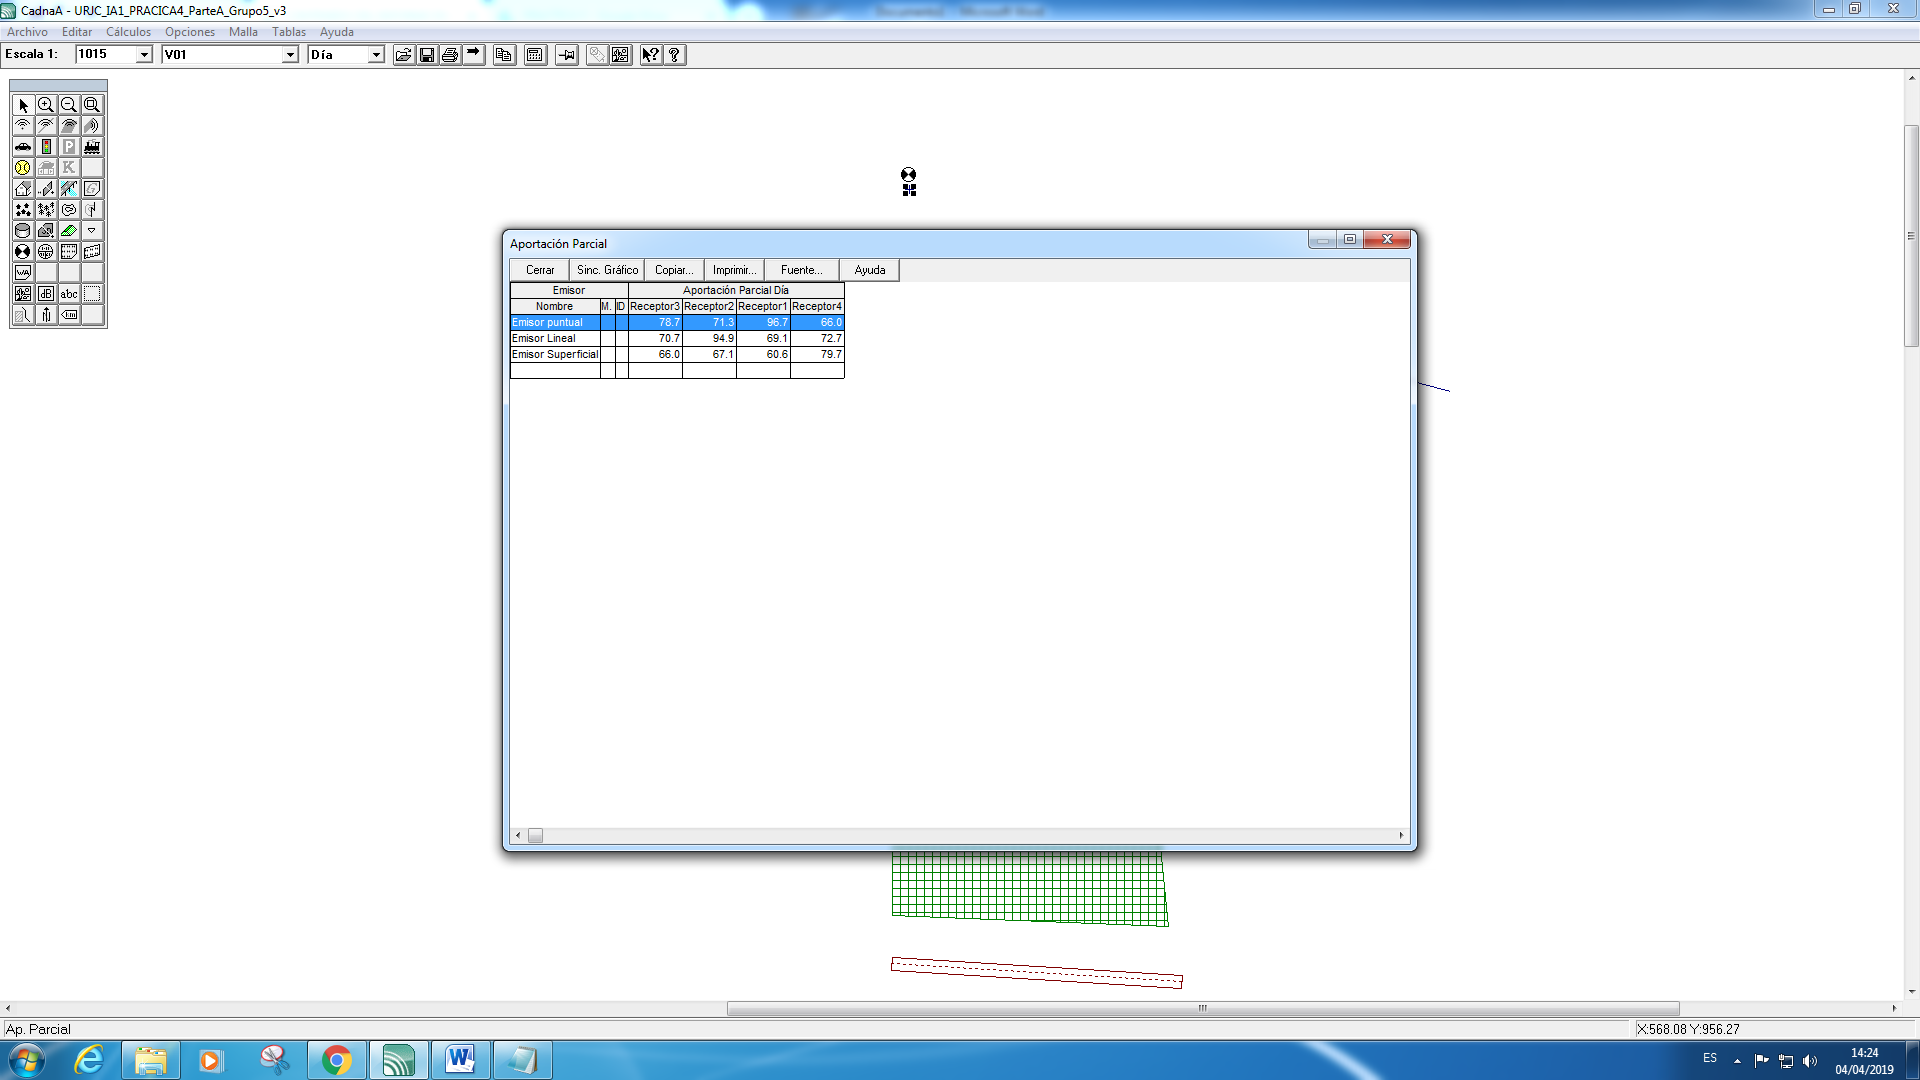 CadnaA - URJC_IA1_PRACICA4_ParteA_Grupo5_v3
Archivo Editar Cálculos Opciones Malla Tablas Ayuda
Escala 1: 1015 V01 Día
Aportación Parcial
Cerrar Sinc. Gráfico Copiar... Imprimir... Fuente... Ayuda
Emisor Aportación Parcial Día
Nombre M. ID Receptor3 Receptor2 Receptor1 Receptor4
Emisor puntual 78.7 71.3 96.7 66.0
Emisor Lineal 70.7 94.9 69.1 72.7
Emisor Superficial 66.0 67.1 60.6 79.7
dB abc
Ap. Parcial X:568.08 Y:956.27
ES 14:24
04/04/2019